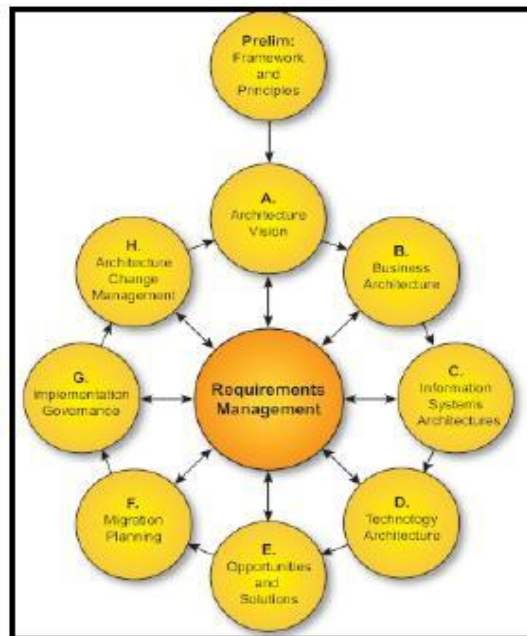 Prelim:
Framework
and
Principles
A.
Architecture
Vision
B.
Business
Architecture
C.
Information
Systems
Architectures
D.
Technology
Architecture
E.
Opportunities
and
Solutions
F.
Migration
Planning
G.
Implementation
Governance
H.
Architecture
Change
Management
Requirements
Management